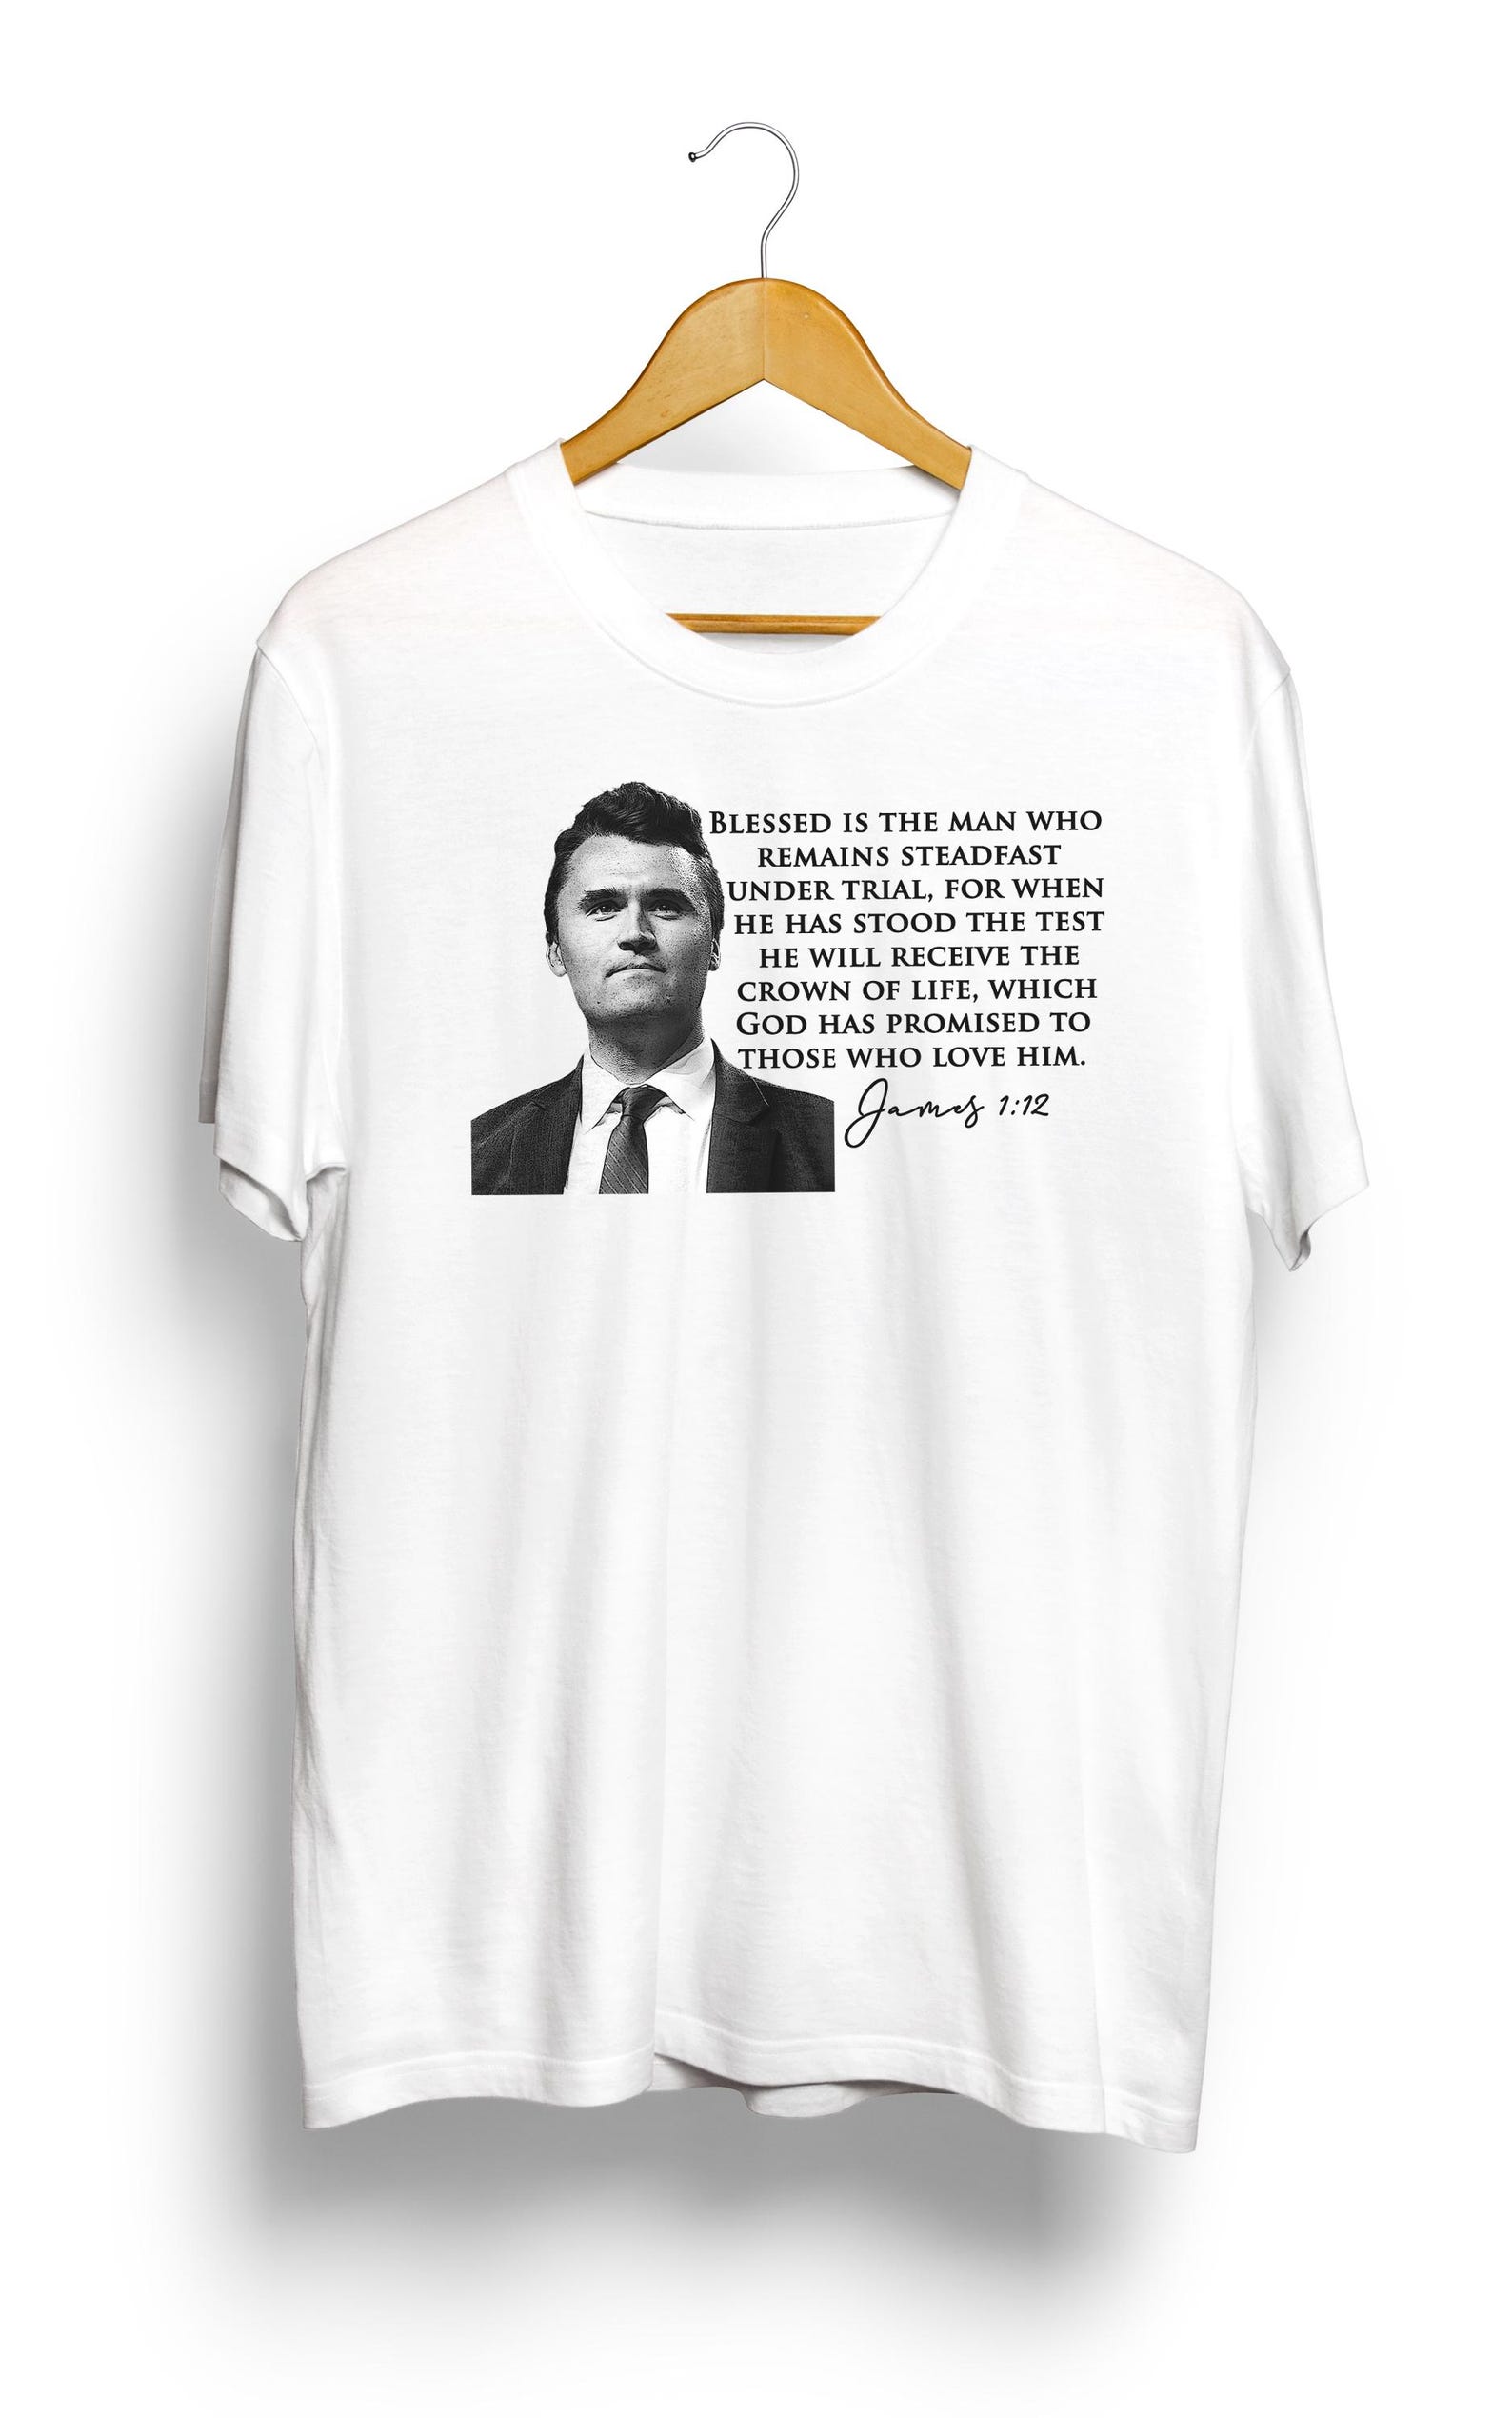 Blessed is the man who
remains steadfast
under trial, for when
he has stood the test
he will receive the
crown of life, which
God has promised to
those who love him.
James 1:12